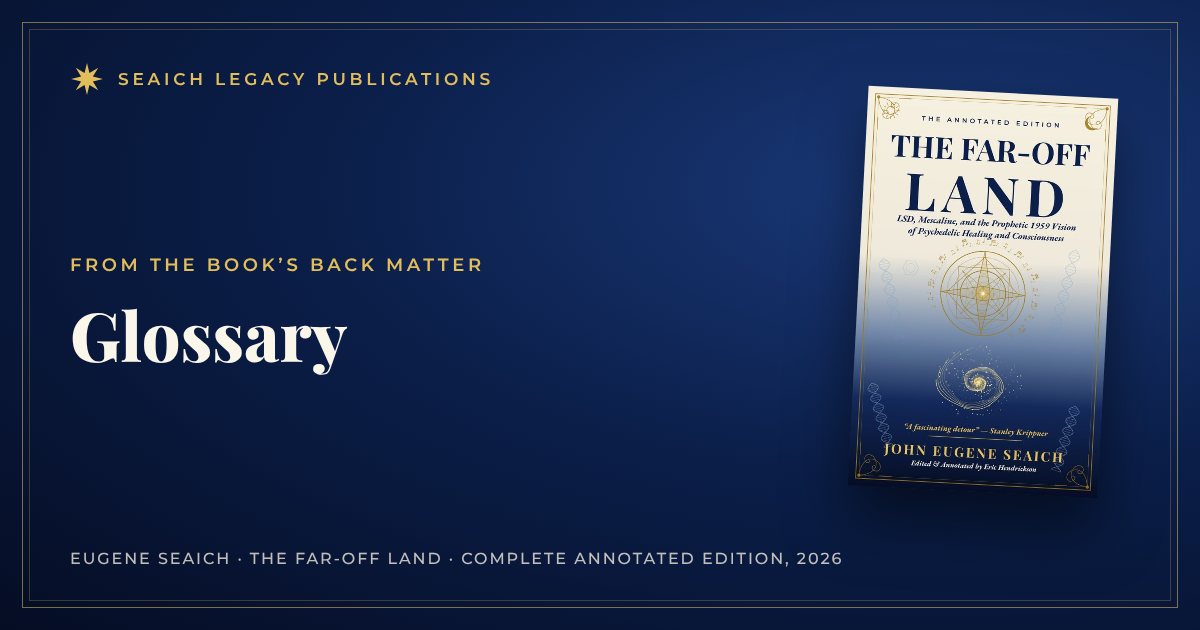 SEAICH LEGACY PUBLICATIONS
FROM THE BOOK’S BACK MATTER
Glossary
EUGENE SEAICH · THE FAR-OFF LAND · COMPLETE ANNOTATED EDITION, 2026
THE ANNOTATED EDITION
THE FAR-OFF
LAND
LSD, Mescaline, and the Prophetic 1959 Vision
of Psychedelic Healing and Consciousness
“A fascinating detour” — Stanley Krippner
JOHN EUGENE SEAICH
Edited & Annotated by Eric Hendrickson